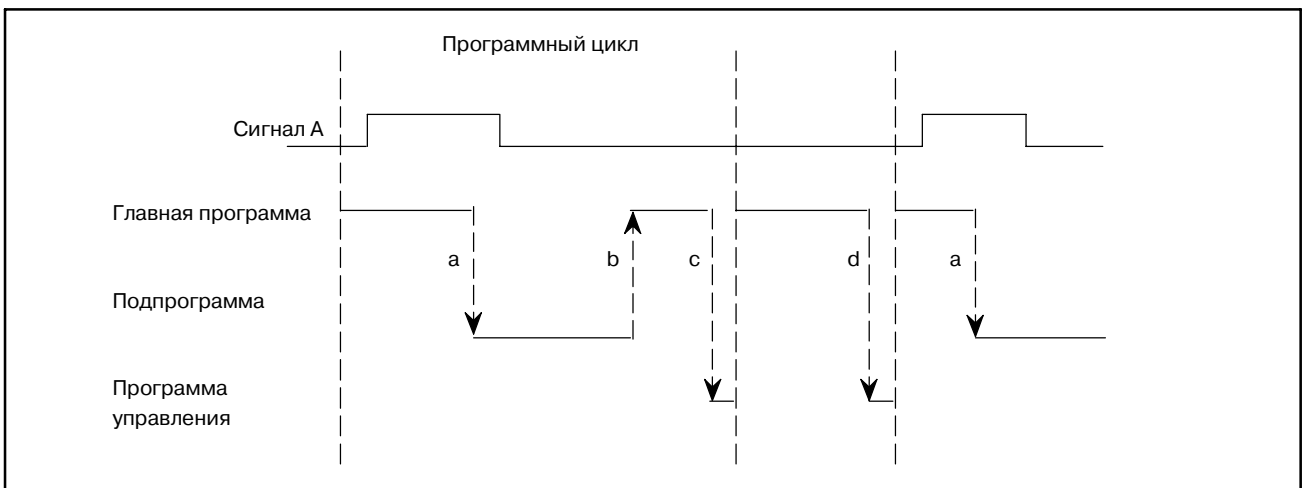 Программный цикл
Сигнал А
Главная программа
a
b
c
d
a
Подпрограмма
Программа
управления